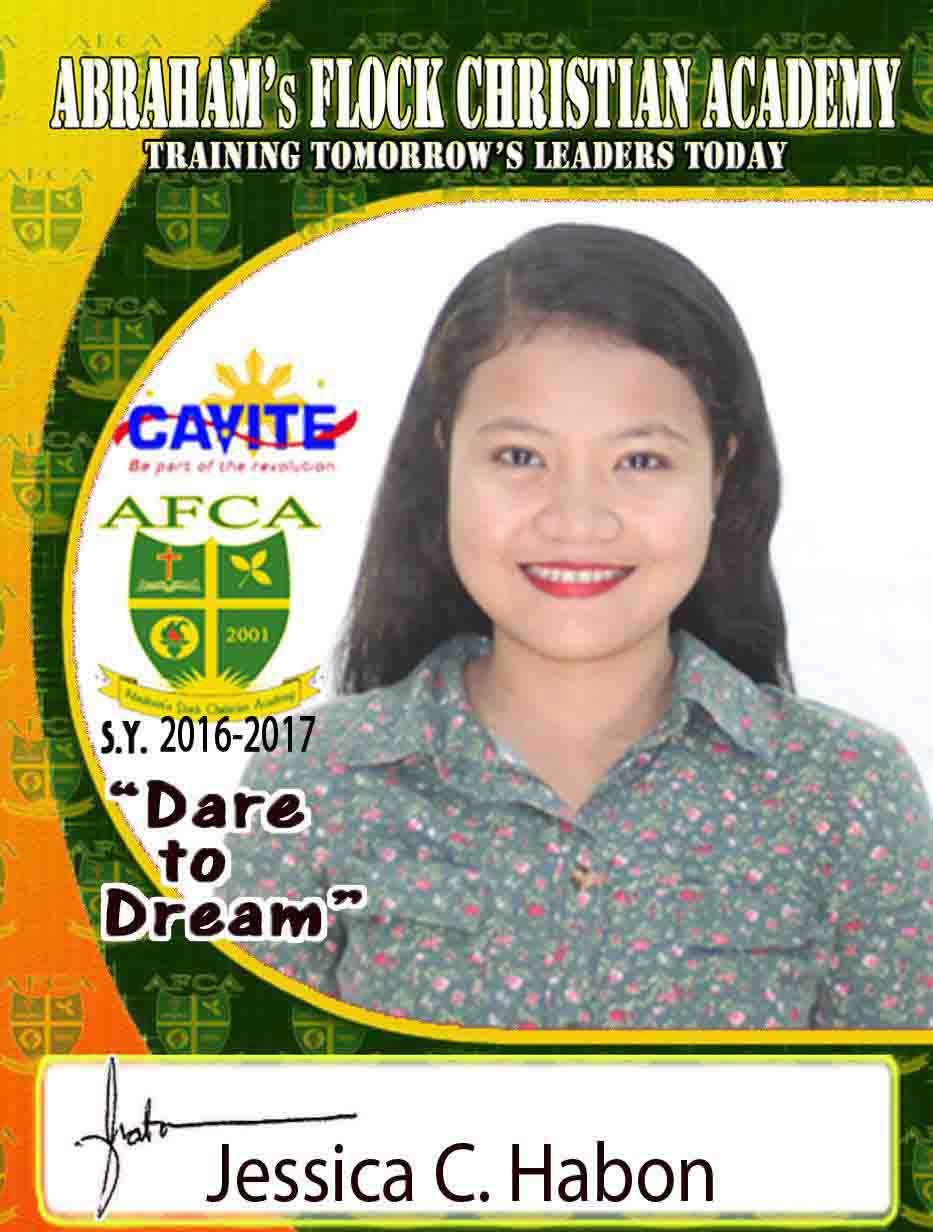 ABRAHAM's FLOCK CHRISTIAN ACADEMY
TRAINING TOMORROW'S LEADERS TODAY
CAVITE
Be part of the revolution
AFCA
2001
Abraham's Flock Christian Academy
S.Y. 2016-2017
"Dare
to
Dream"
Jessica C. Habon